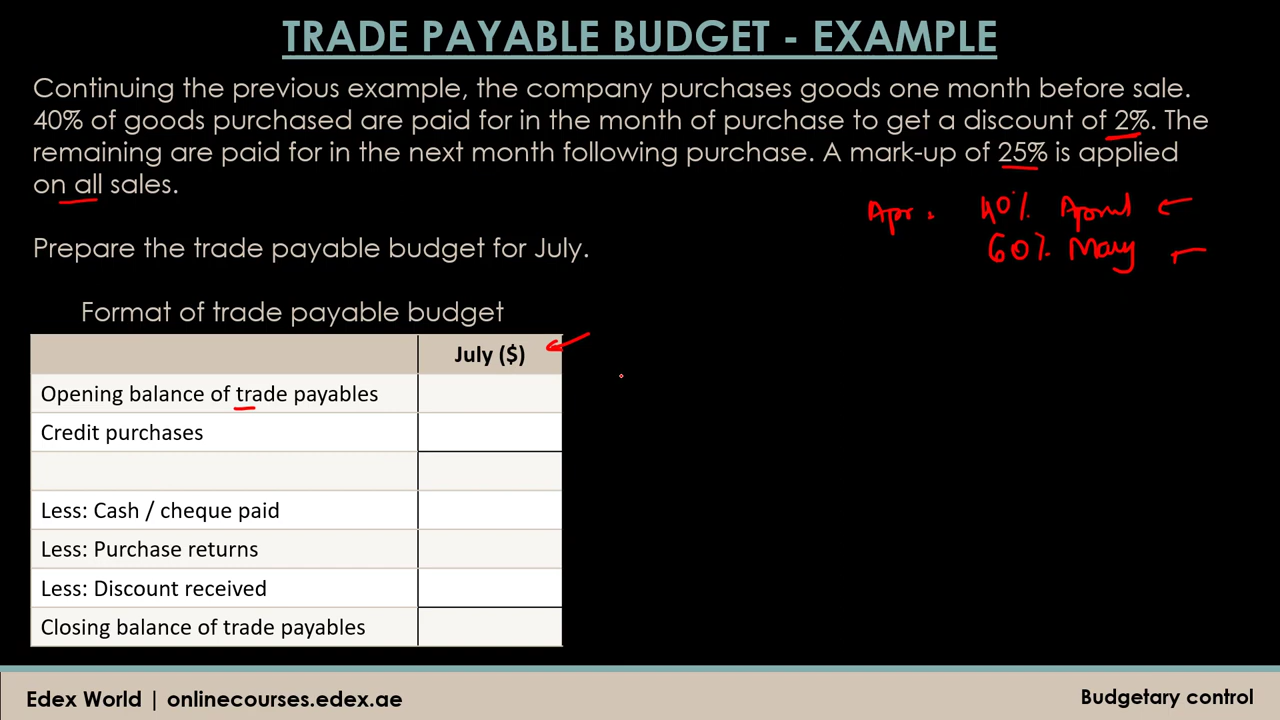 TRADE PAYABLE BUDGET - EXAMPLE
Continuing the previous example, the company purchases goods one month before sale.
40% of goods purchased are paid for in the month of purchase to get a discount of 2%. The
remaining are paid for in the next month following purchase. A mark-up of 25% is applied
on all sales.
Apr : 40% April
60% May
Prepare the trade payable budget for July.
Format of trade payable budget
July ($)
Opening balance of trade payables
Credit purchases
Less: Cash / cheque paid
Less: Purchase returns
Less: Discount received
Closing balance of trade payables
Edex World | onlinecourses.edex.ae
Budgetary control